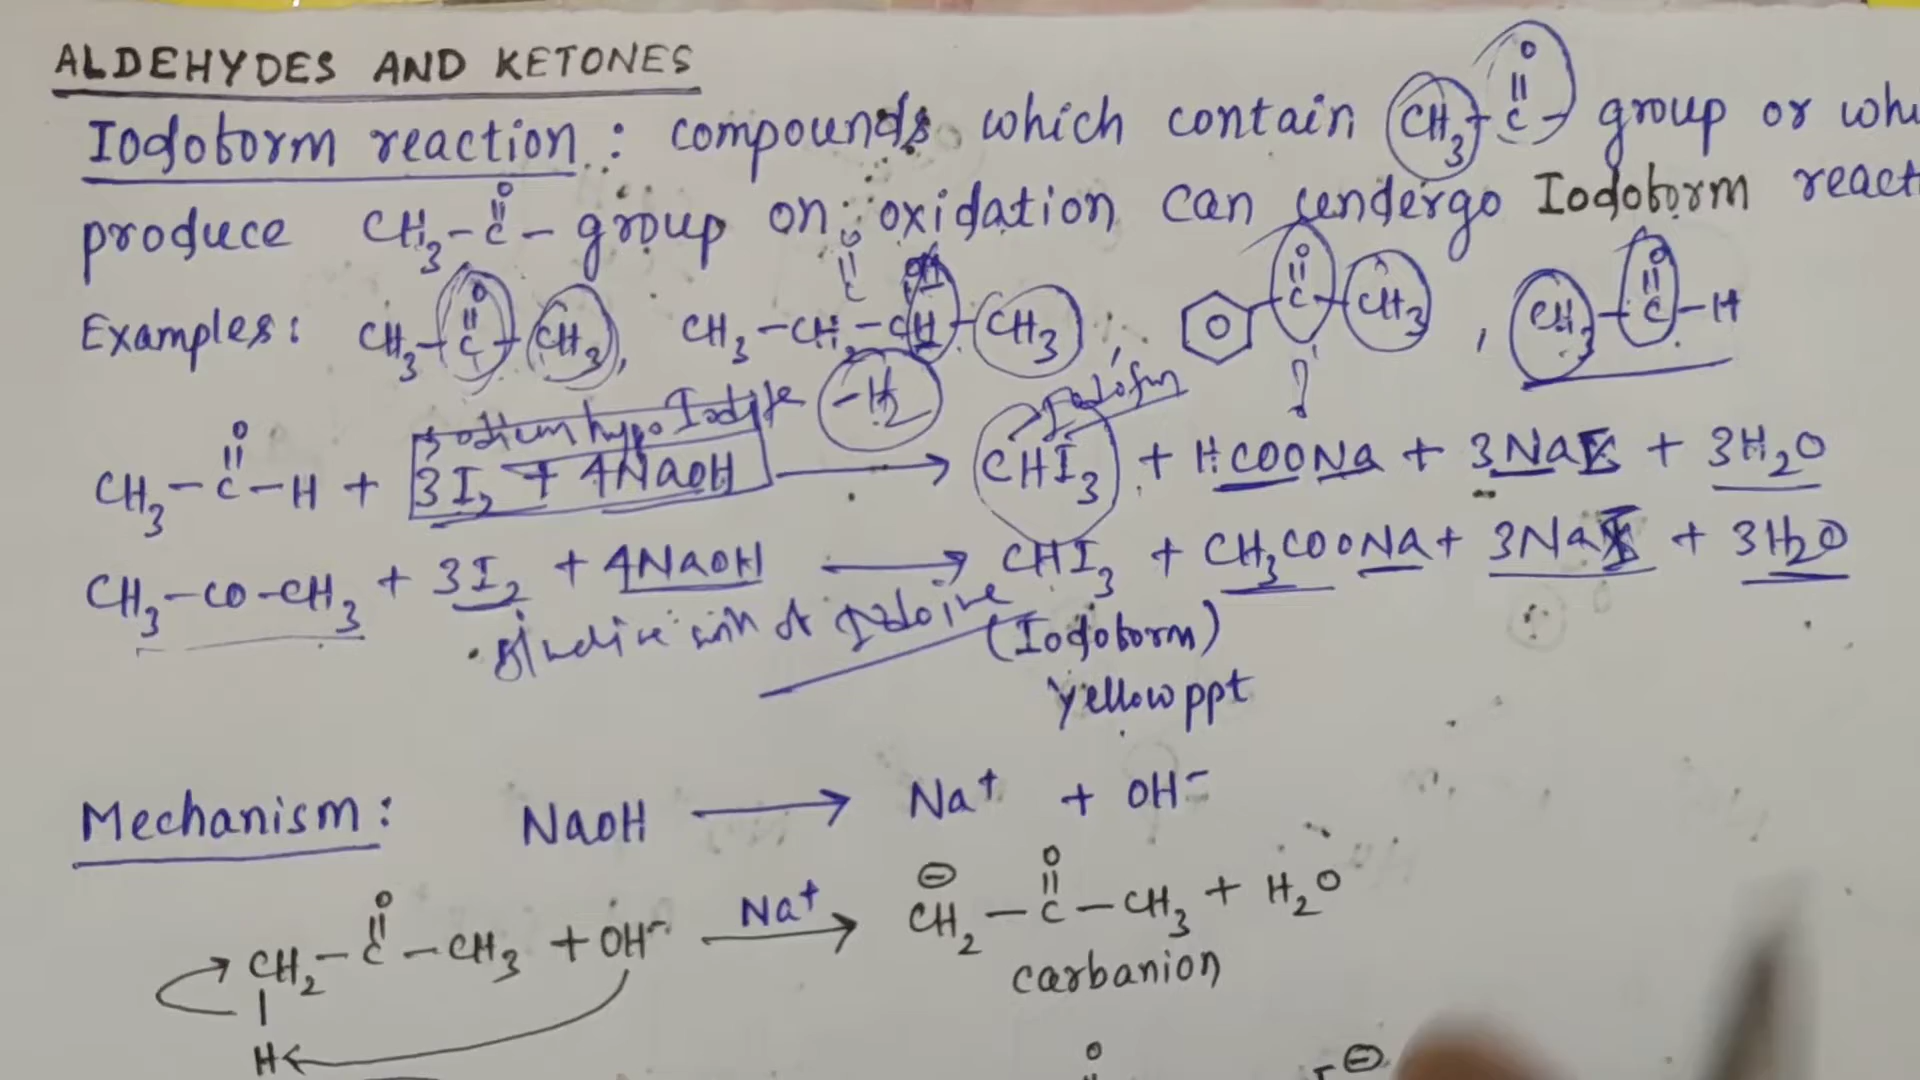 ALDEHYDES AND KETONES
Iodoform reaction : compounds which contain CH3-C(=O)- group or whi
produce CH3-C(=O)- group on oxidation can undergo Iodoform react
Examples: CH3-C(=O)-CH3, CH3-CH2-CH(OH)-CH3, C(=O)-CH3, CH3-C(=O)-H
-H2
sodium hypo Iodite
CH3-C(=O)-H + 3I2 + 4NaOH → CHI3 + HCOONa + 3NaI + 3H2O
CH3-CO-CH3 + 3I2 + 4NaOH → CHI3 + CH3COONa + 3NaI + 3H2O
(Iodoform)
Yellow ppt
Mechanism: NaOH → Na+ + OH-
CH2-C(=O)-CH3 + OH- Na+ → ⊖CH2-C(=O)-CH3 + H2O
H
carbanion
O
I ⊖